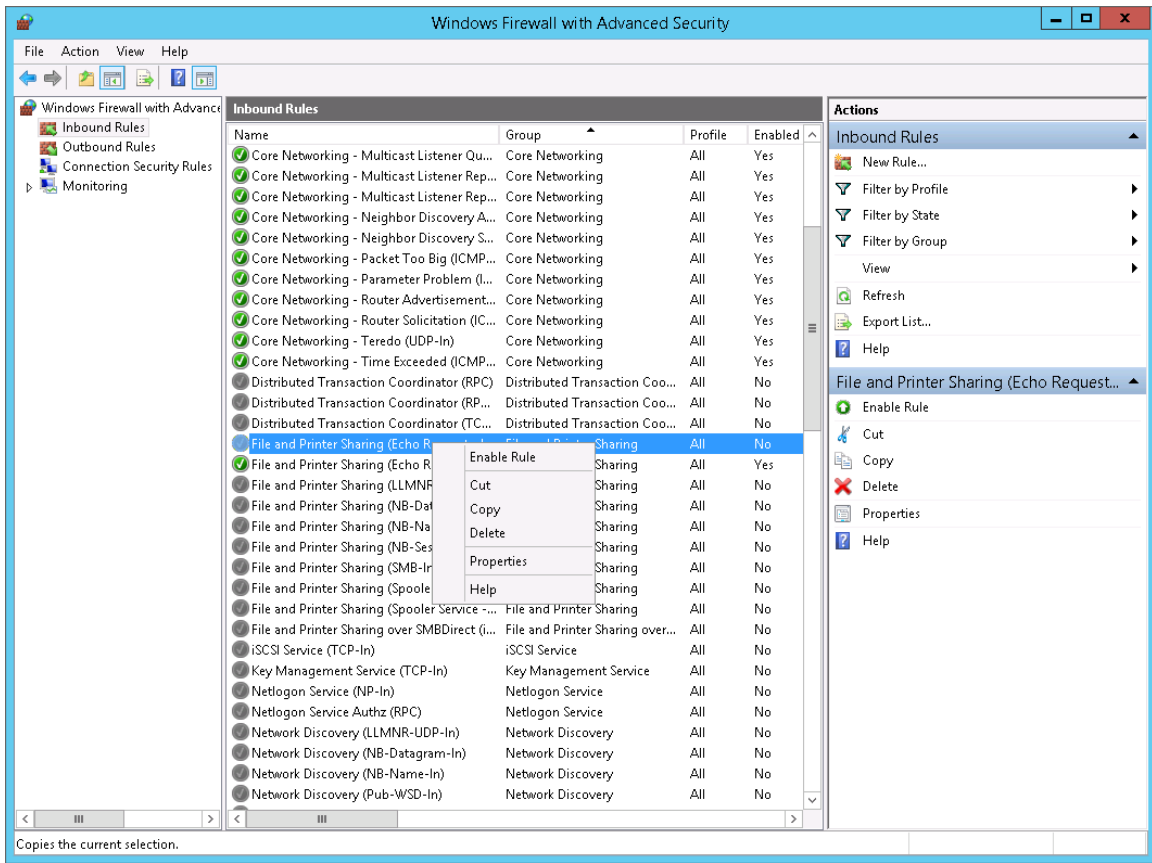 Windows Firewall with Advanced Security
File Action View Help
Windows Firewall with Advance
Inbound Rules
Outbound Rules
Connection Security Rules
Monitoring
Inbound Rules
Name Group Profile Enabled
Core Networking - Multicast Listener Qu... Core Networking All Yes
Core Networking - Multicast Listener Rep... Core Networking All Yes
Core Networking - Multicast Listener Rep... Core Networking All Yes
Core Networking - Neighbor Discovery A... Core Networking All Yes
Core Networking - Neighbor Discovery S... Core Networking All Yes
Core Networking - Packet Too Big (ICMP... Core Networking All Yes
Core Networking - Parameter Problem (I... Core Networking All Yes
Core Networking - Router Advertisement... Core Networking All Yes
Core Networking - Router Solicitation (IC... Core Networking All Yes
Core Networking - Teredo (UDP-In) Core Networking All Yes
Core Networking - Time Exceeded (ICMP... Core Networking All Yes
Distributed Transaction Coordinator (RPC) Distributed Transaction Coo... All No
Distributed Transaction Coordinator (RP... Distributed Transaction Coo... All No
Distributed Transaction Coordinator (TC... Distributed Transaction Coo... All No
File and Printer Sharing (Echo Sharing All No
File and Printer Sharing (Echo R Sharing All Yes
File and Printer Sharing (LLMNR Sharing All No
File and Printer Sharing (NB-Dat Sharing All No
File and Printer Sharing (NB-Na Sharing All No
File and Printer Sharing (NB-Ses Sharing All No
File and Printer Sharing (SMB-In Sharing All No
File and Printer Sharing (Spoole Sharing All No
File and Printer Sharing (Spooler Service -... File and Printer Sharing All No
File and Printer Sharing over SMBDirect (i... File and Printer Sharing over... All No
iSCSI Service (TCP-In) iSCSI Service All No
Key Management Service (TCP-In) Key Management Service All No
Netlogon Service (NP-In) Netlogon Service All No
Netlogon Service Authz (RPC) Netlogon Service All No
Network Discovery (LLMNR-UDP-In) Network Discovery All No
Network Discovery (NB-Datagram-In) Network Discovery All No
Network Discovery (NB-Name-In) Network Discovery All No
Network Discovery (Pub-WSD-In) Network Discovery All No
Enable Rule
Cut
Copy
Delete
Properties
Help
Actions
Inbound Rules
New Rule...
Filter by Profile
Filter by State
Filter by Group
View
Refresh
Export List...
Help
File and Printer Sharing (Echo Request...
Enable Rule
Cut
Copy
Delete
Properties
Help
Copies the current selection.